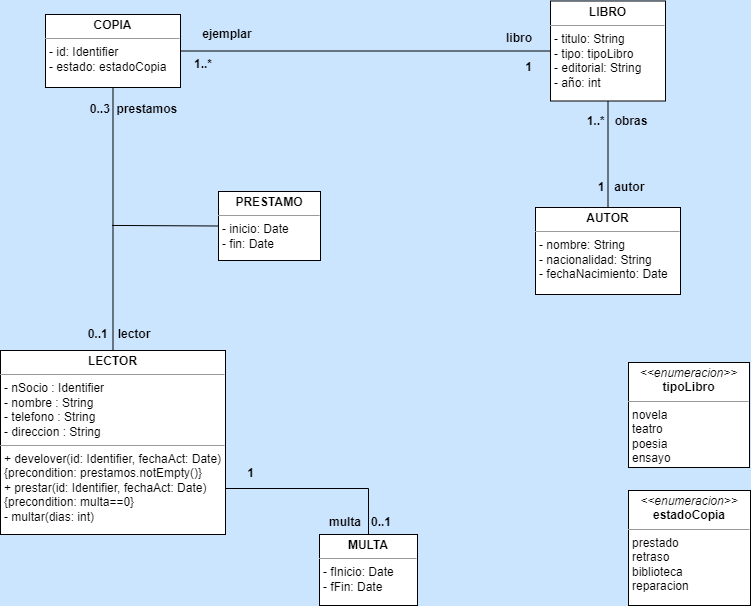 COPIA
- id: Identifier
- estado: estadoCopia
ejemplar
1..*
libro
1
LIBRO
- titulo: String
- tipo: tipoLibro
- editorial: String
- año: int
0..3 prestamos
1..* obras
1 autor
PRESTAMO
- inicio: Date
- fin: Date
AUTOR
- nombre: String
- nacionalidad: String
- fechaNacimiento: Date
0..1 lector
LECTOR
- nSocio : Identifier
- nombre : String
- telefono : String
- direccion : String
+ develover(id: Identifier, fechaAct: Date)
{precondition: prestamos.notEmpty()}
+ prestar(id: Identifier, fechaAct: Date)
{precondition: multa==0}
- multar(dias: int)
1
multa 0..1
MULTA
- fInicio: Date
- fFin: Date
<<enumeracion>>
tipoLibro
novela
teatro
poesia
ensayo
<<enumeracion>>
estadoCopia
prestado
retraso
biblioteca
reparacion